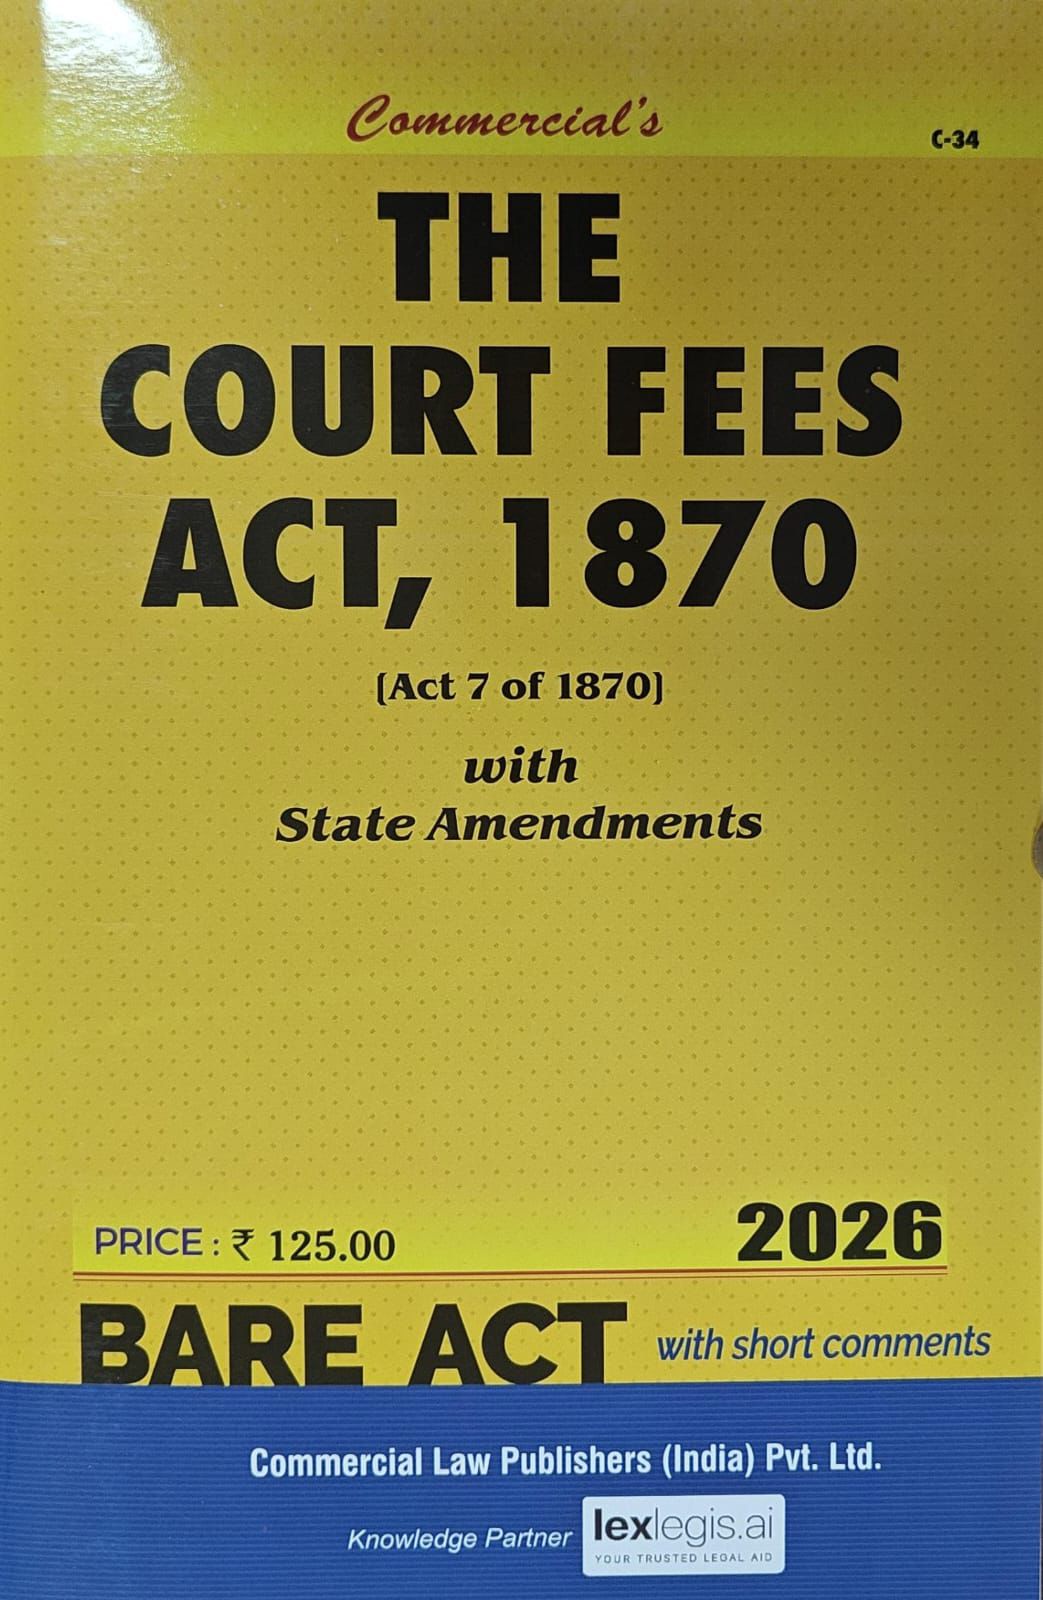 Commercial's
C-34
THE
COURT FEES
ACT, 1870
(Act 7 of 1870)
with
State Amendments
PRICE : ₹ 125.00
2026
BARE ACT with short comments
Commercial Law Publishers (India) Pvt. Ltd.
Knowledge Partner lexlegis.ai
YOUR TRUSTED LEGAL AID